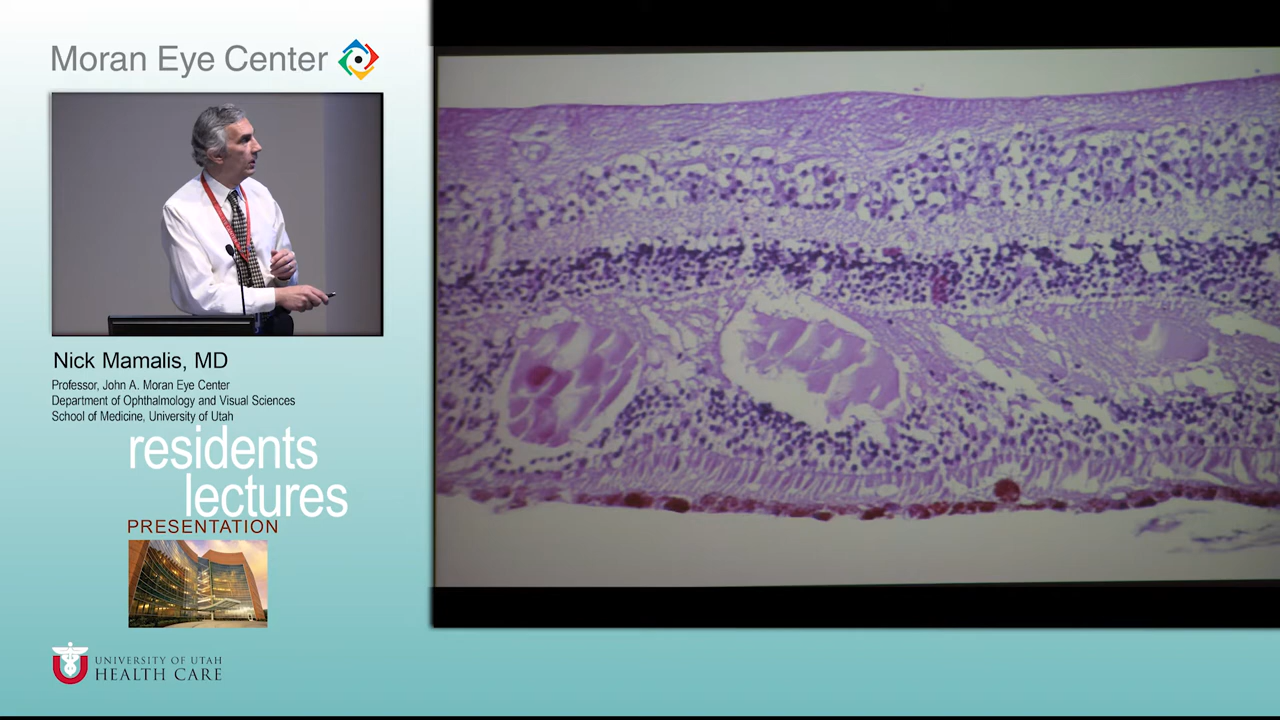 Moran Eye Center
Nick Mamalis, MD
Professor, John A. Moran Eye Center
Department of Ophthalmology and Visual Sciences
School of Medicine, University of Utah
residents
lectures
PRESENTATION
UNIVERSITY OF UTAH
HEALTH CARE